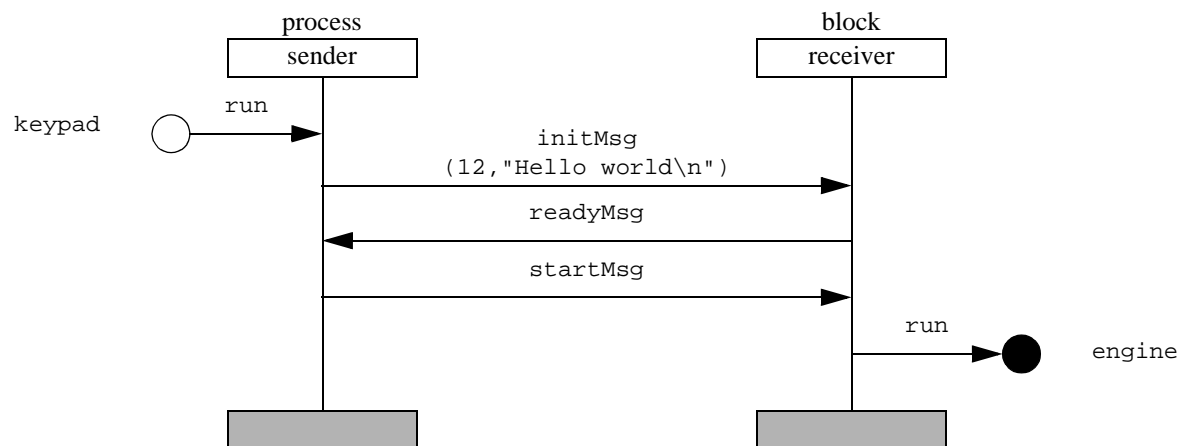 process
block
sender
receiver
run
keypad
initMsg
(12,"Hello world\n")
readyMsg
startMsg
run
engine